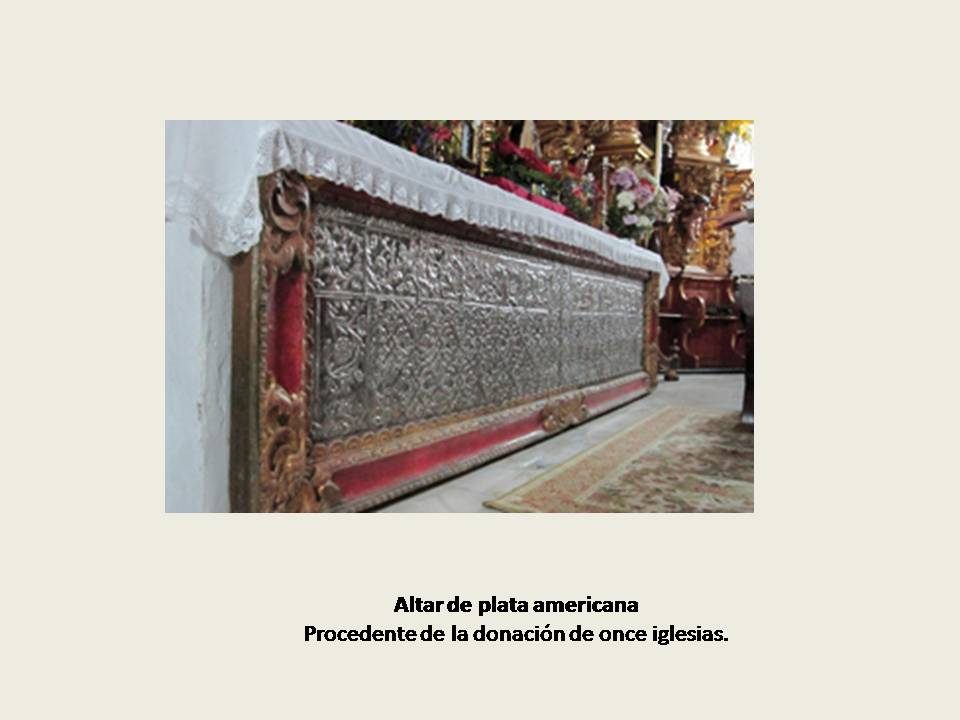 Altar de plata americana
Procedente de la donación de once iglesias.